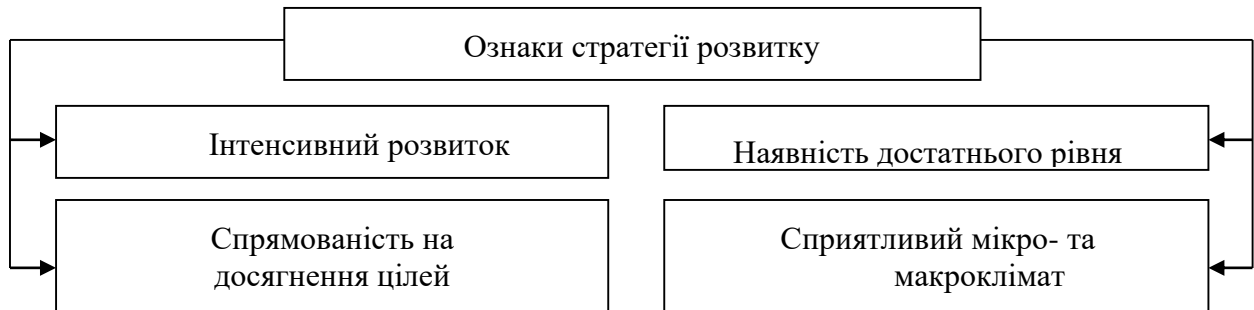 Ознаки стратегії розвитку
Інтенсивний розвиток
Наявність достатнього рівня
Спрямованість на
досягнення цілей
Сприятливий мікро- та
макроклімат